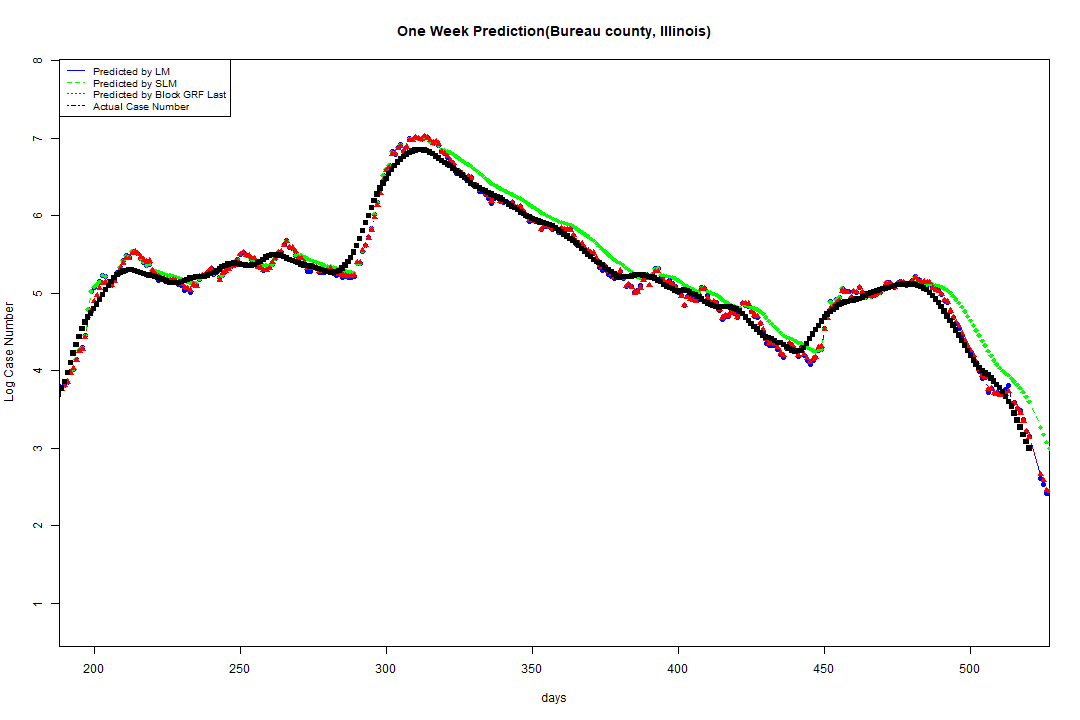 One Week Prediction(Bureau county, Illinois)
Predicted by LM
Predicted by SLM
Predicted by Block GRF Last
Actual Case Number
8
7
6
5
4
3
2
1
Log Case Number
200 250 300 350 400 450 500
days